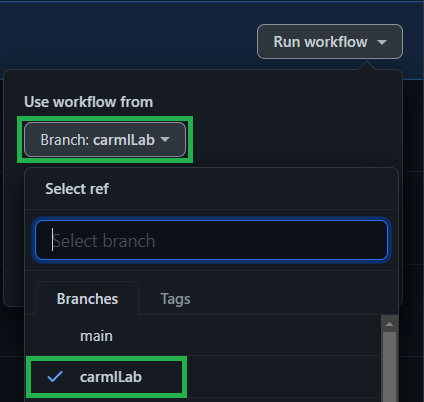 Run workflow
Use workflow from
Branch: carmlLab
Select ref
Select branch
Branches Tags
main
carmlLab